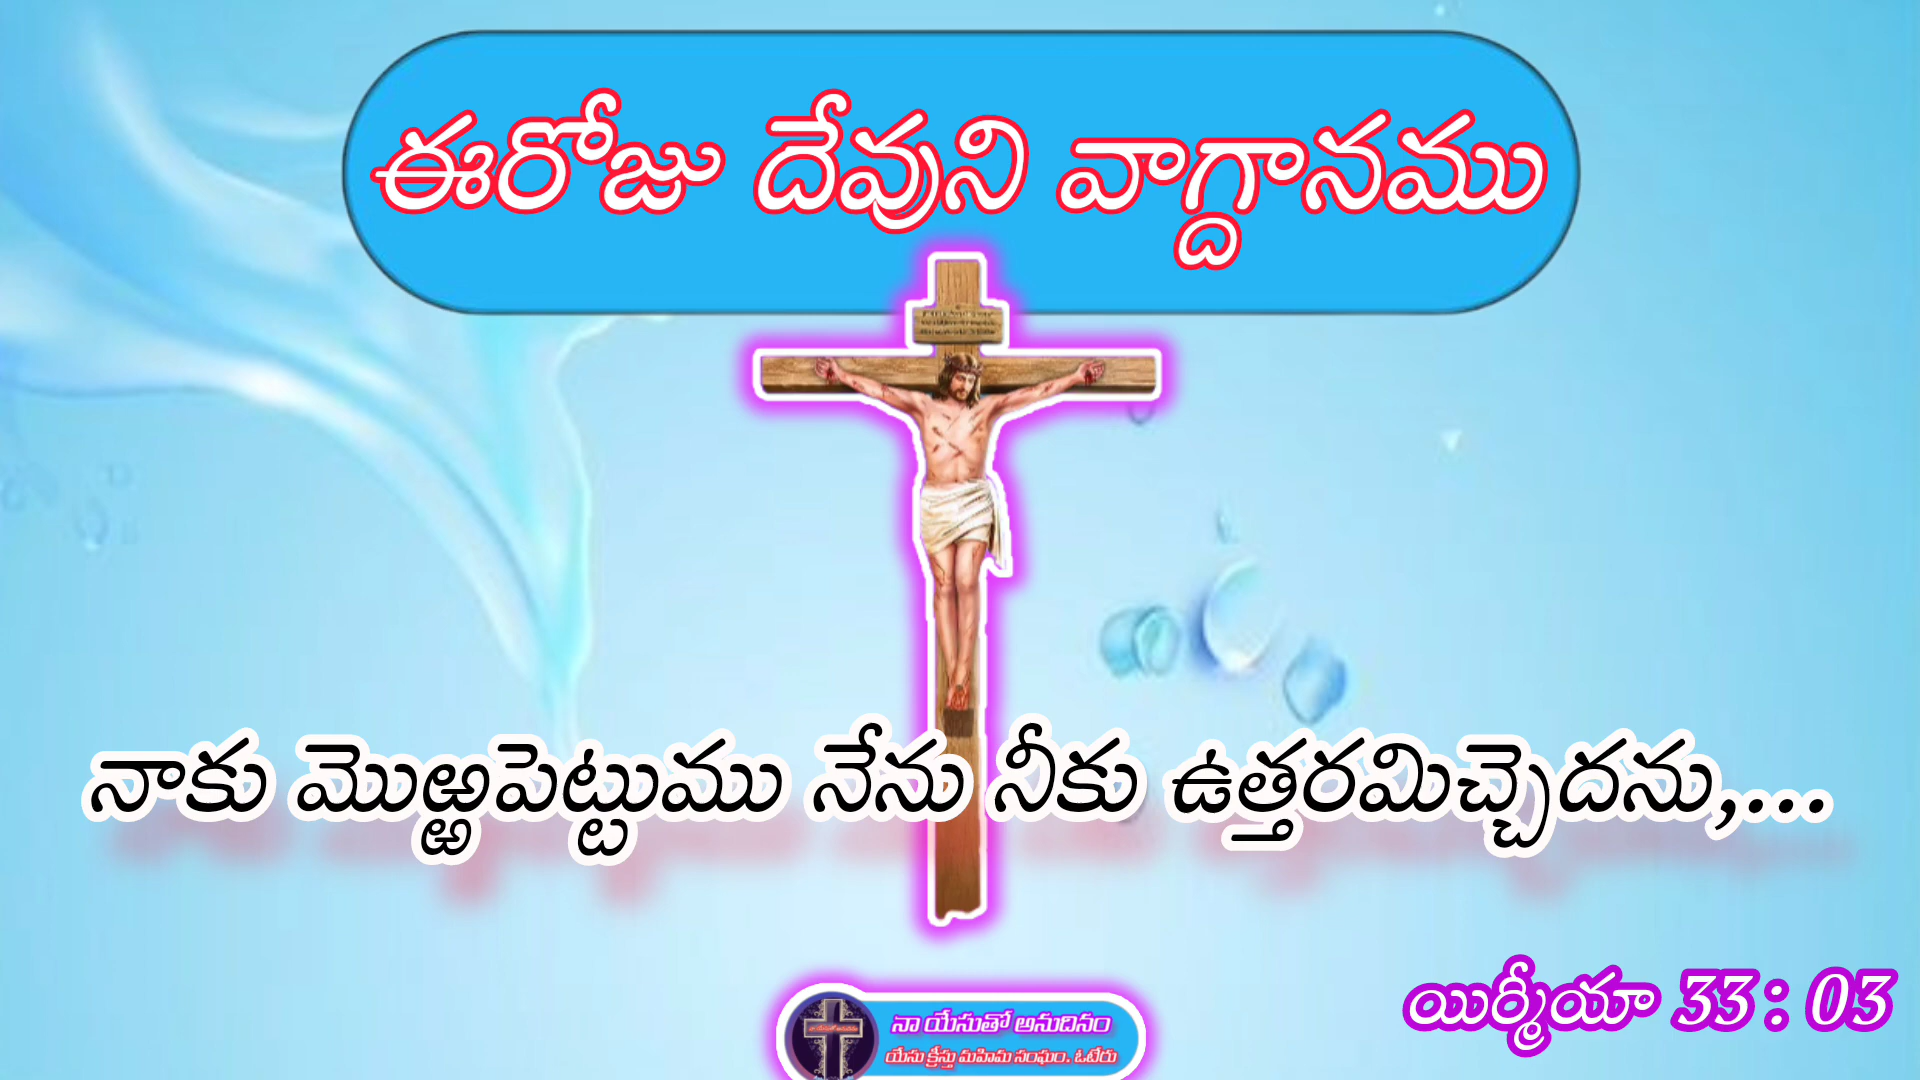 ఈరోజు దేవుని వాగ్దానము
నాకు మొఱ్ఱపెట్టుము నేను నీకు ఉత్తరమిచ్చెదను,...
యిర్మీయా 33 : 03
నా యేసుతో అనుదినం
యేసు క్రీస్తు మహిమ సంఘం. ఓటేరు